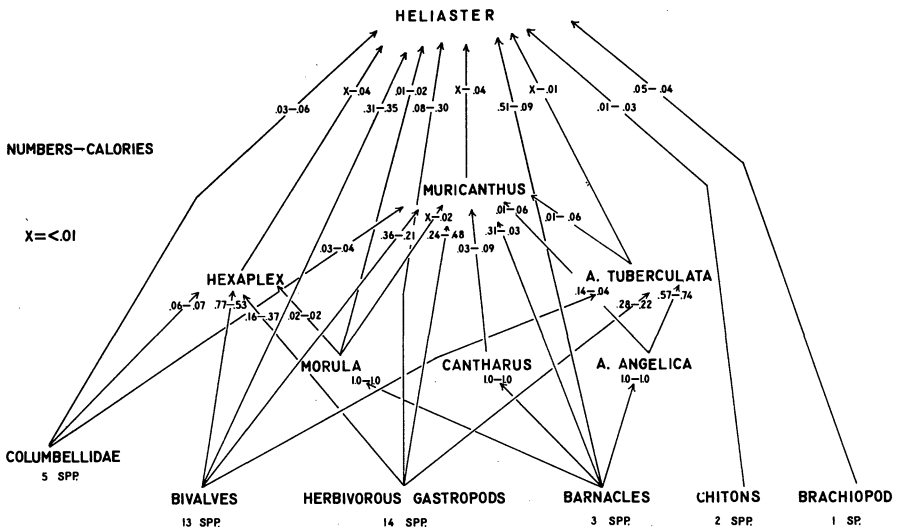 HELIASTER
X-.04
.01-.02
X-.04
X-.01
.05-.04
.03-.06
.31-.35
.08-.30
.51-.09
.01-.03
NUMBERS-CALORIES
MURICANTHUS
X=<.01
X-.02
.01-.06
.01-.06
.36-.21
.24-.48
.31-.03
.03-.04
.03-.09
HEXAPLEX
A. TUBERCULATA
.14-.04
.57-.74
.06-.07
.77-.53
.28-.22
.16-.37
.02-.02
MORULA
CANTHARUS
A. ANGELICA
1.0-1.0
1.0-1.0
1.0-1.0
COLUMBELLIDAE
5 SPP.
BIVALVES
HERBIVOROUS GASTROPODS
BARNACLES
CHITONS
BRACHIOPOD
13 SPP.
14 SPP.
3 SPP.
2 SPP.
1 SP.